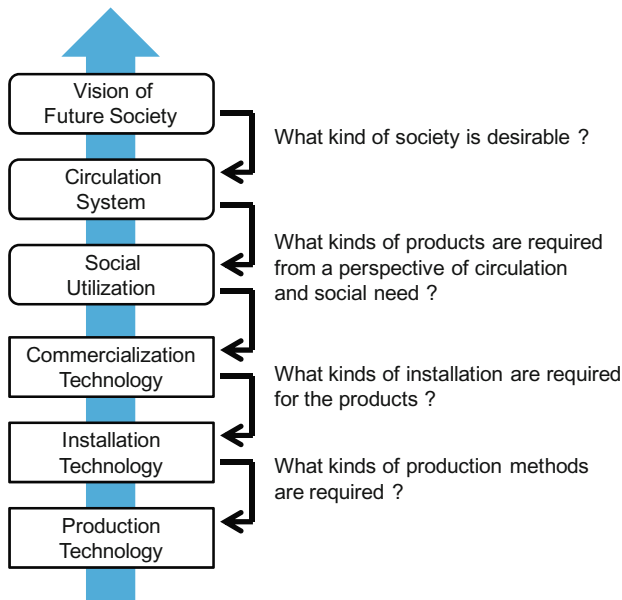 Vision of
Future Society
What kind of society is desirable ?
Circulation
System
What kinds of products are required
from a perspective of circulation
and social need ?
Social
Utilization
Commercialization
Technology
What kinds of installation are required
for the products ?
Installation
Technology
What kinds of production methods
are required ?
Production
Technology